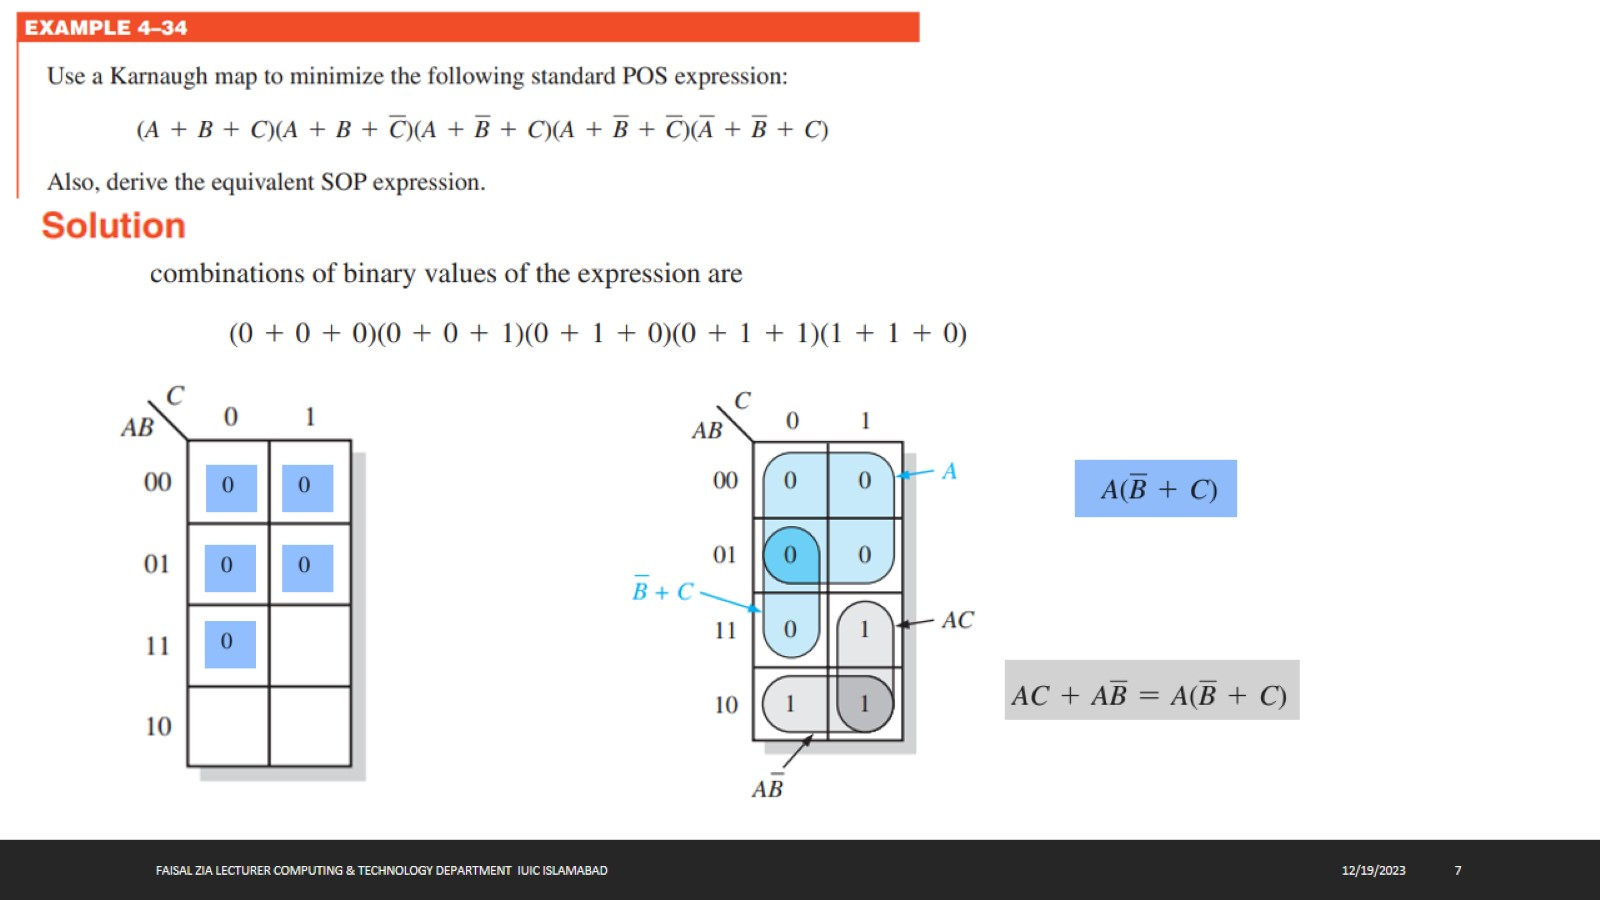 EXAMPLE 4–34
Use a Karnaugh map to minimize the following standard POS expression:
(A + B + C)(A + B + C̅)(A + B̅ + C)(A + B̅ + C̅)(A̅ + B̅ + C)
Also, derive the equivalent SOP expression.
Solution
combinations of binary values of the expression are
(0 + 0 + 0)(0 + 0 + 1)(0 + 1 + 0)(0 + 1 + 1)(1 + 1 + 0)
C
AB
0 1
00 0 0
01 0 0
11 0
10
C
AB
0 1
00 0 0
A
01 0 0
B̅ + C
11 0 1
AC
10 1 1
AB̅
A(B̅ + C)
AC + AB̅ = A(B̅ + C)
FAISAL ZIA LECTURER COMPUTING & TECHNOLOGY DEPARTMENT IUIC ISLAMABAD
12/19/2023
7